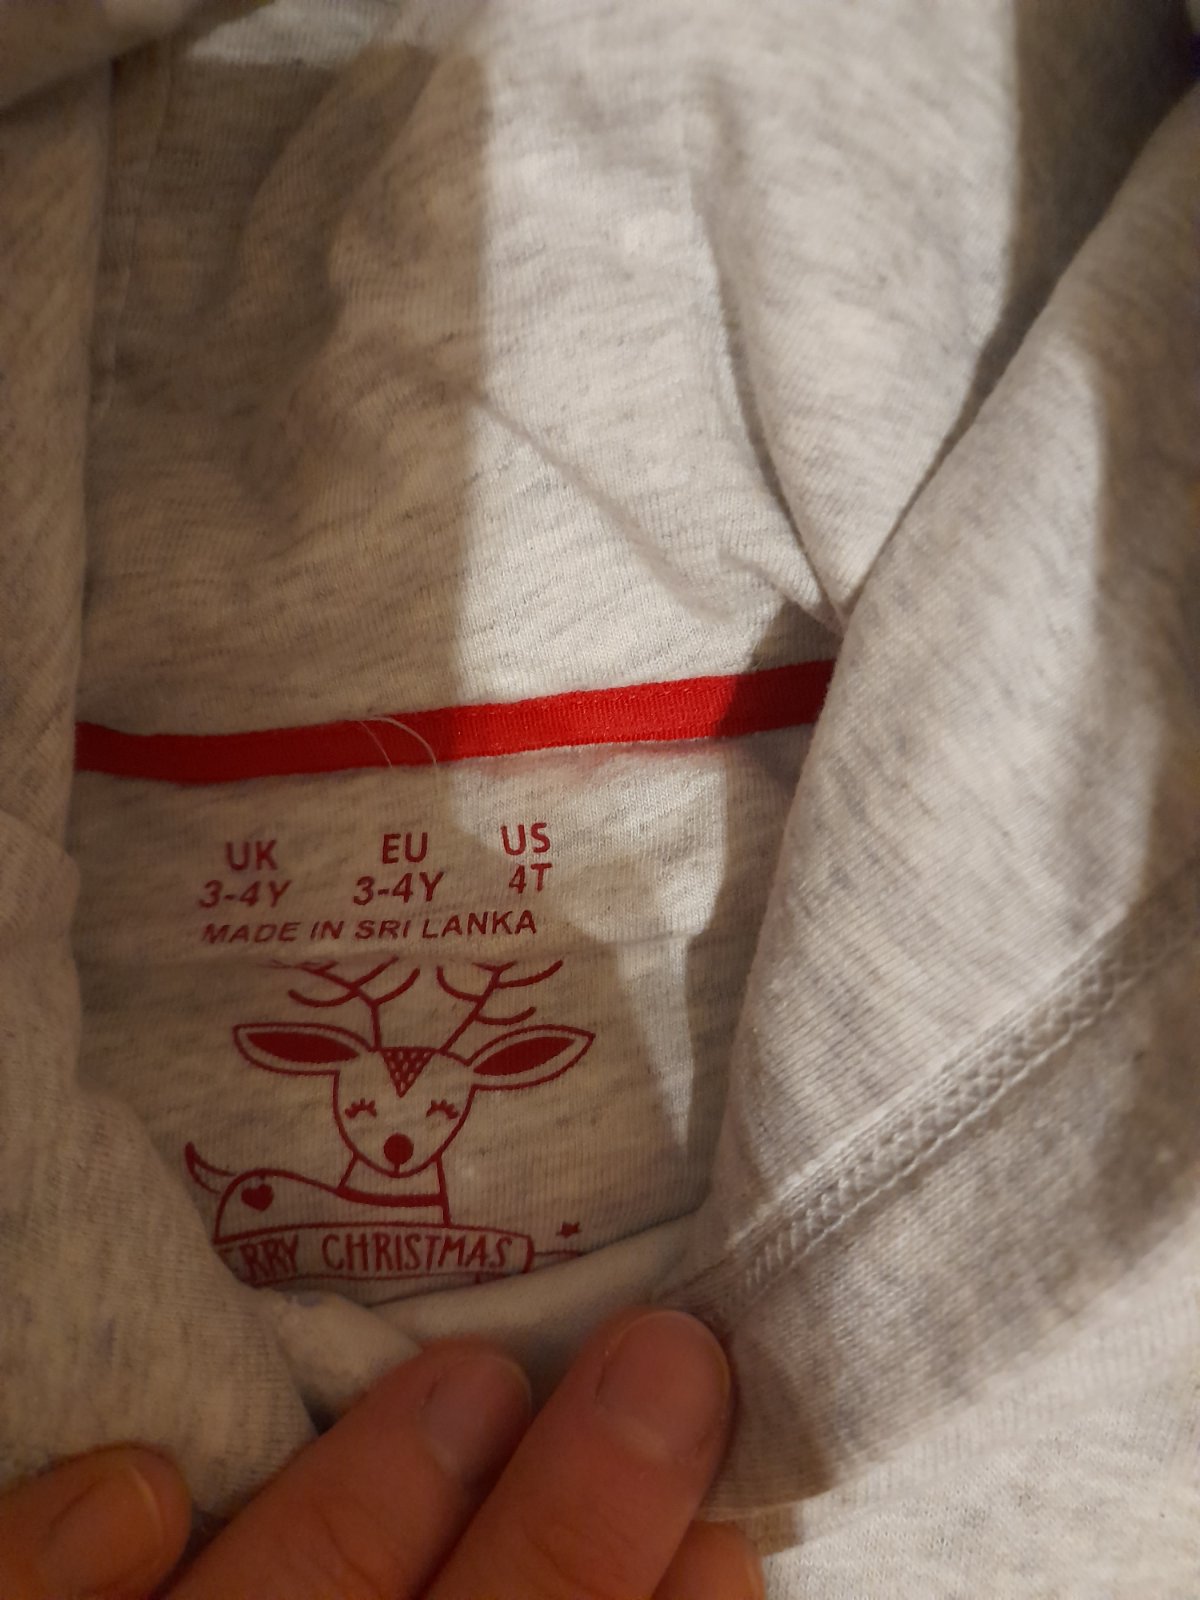 UK EU US
3-4Y 3-4Y 4T
MADE IN SRI LANKA
RRY CHRISTMAS